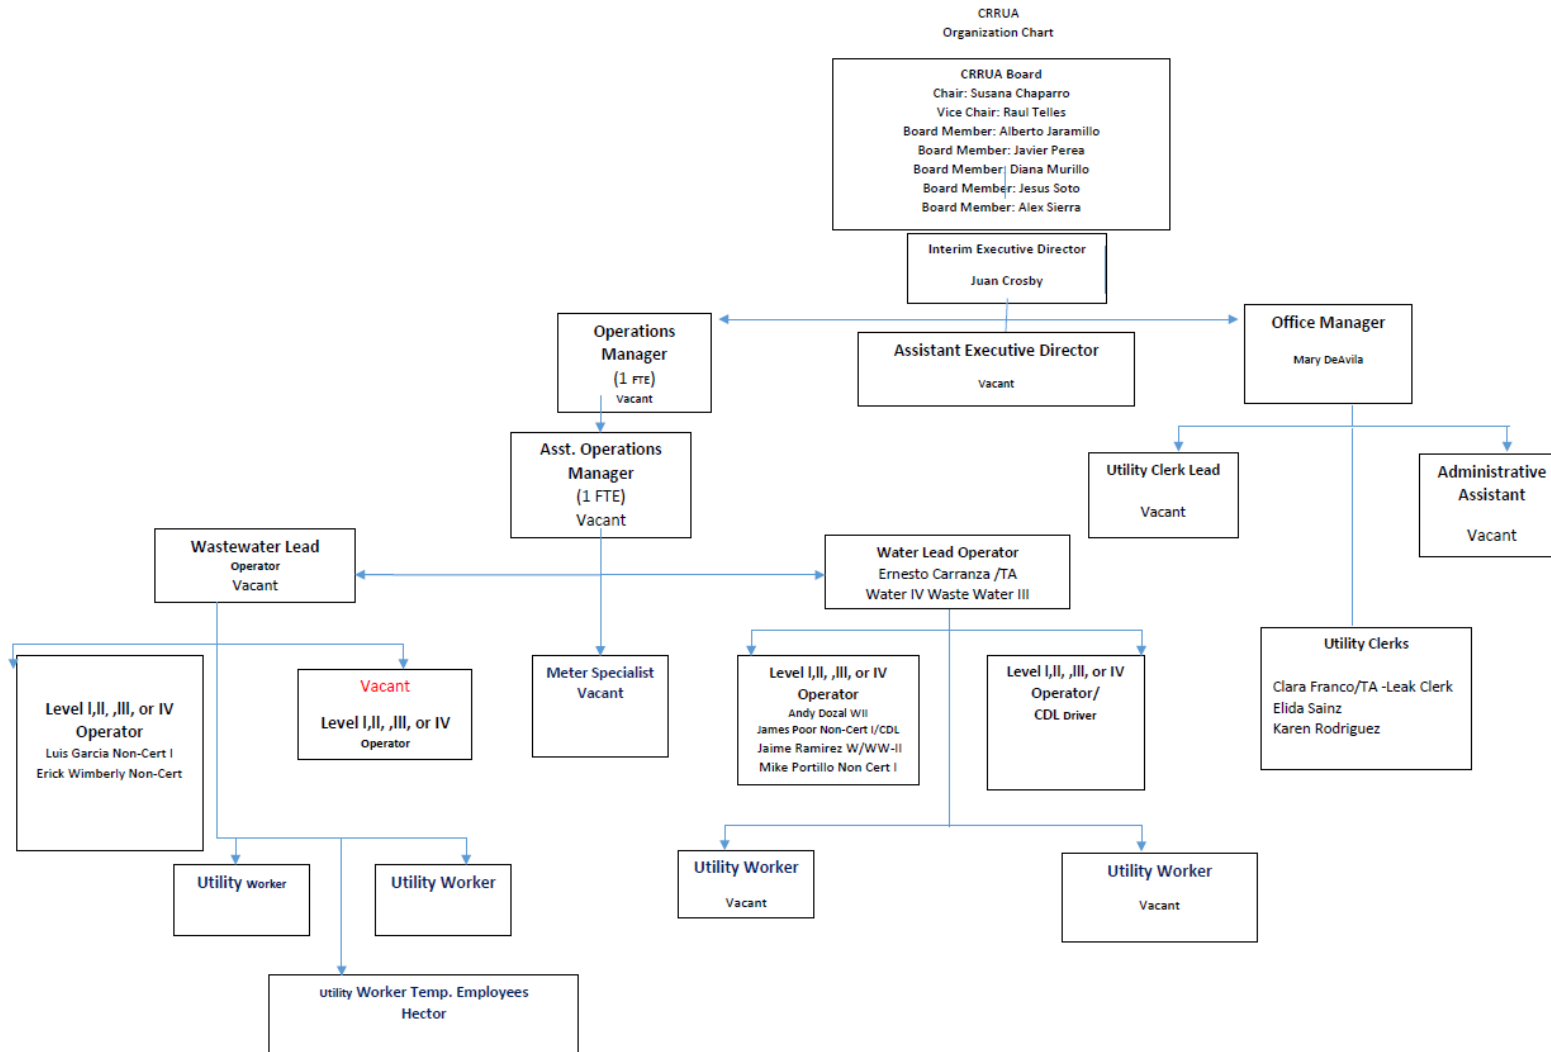 CRRUA
Organization Chart
CRRUA Board
Chair: Susana Chaparro
Vice Chair: Raul Telles
Board Member: Alberto Jaramillo
Board Member: Javier Perea
Board Member: Diana Murillo
Board Member: Jesus Soto
Board Member: Alex Sierra
Interim Executive Director
Juan Crosby
Operations
Manager
(1 FTE)
Vacant
Assistant Executive Director
Vacant
Office Manager
Mary DeAvila
Asst. Operations
Manager
(1 FTE)
Vacant
Utility Clerk Lead
Vacant
Administrative
Assistant
Vacant
Wastewater Lead
Operator
Vacant
Water Lead Operator
Ernesto Carranza /TA
Water IV Waste Water III
Level I,II, ,III, or IV
Operator
Luis Garcia Non-Cert I
Erick Wimberly Non-Cert
Vacant
Level I,II, ,III, or IV
Operator
Meter Specialist
Vacant
Level I,II, ,III, or IV
Operator
Andy Dozal WII
James Poor Non-Cert I/CDL
Jaime Ramirez W/WW-II
Mike Portillo Non Cert I
Level I,II, ,III, or IV
Operator/
CDL Driver
Utility Clerks
Clara Franco/TA -Leak Clerk
Elida Sainz
Karen Rodriguez
Utility Worker
Utility Worker
Utility Worker
Vacant
Utility Worker
Vacant
Utility Worker Temp. Employees
Hector